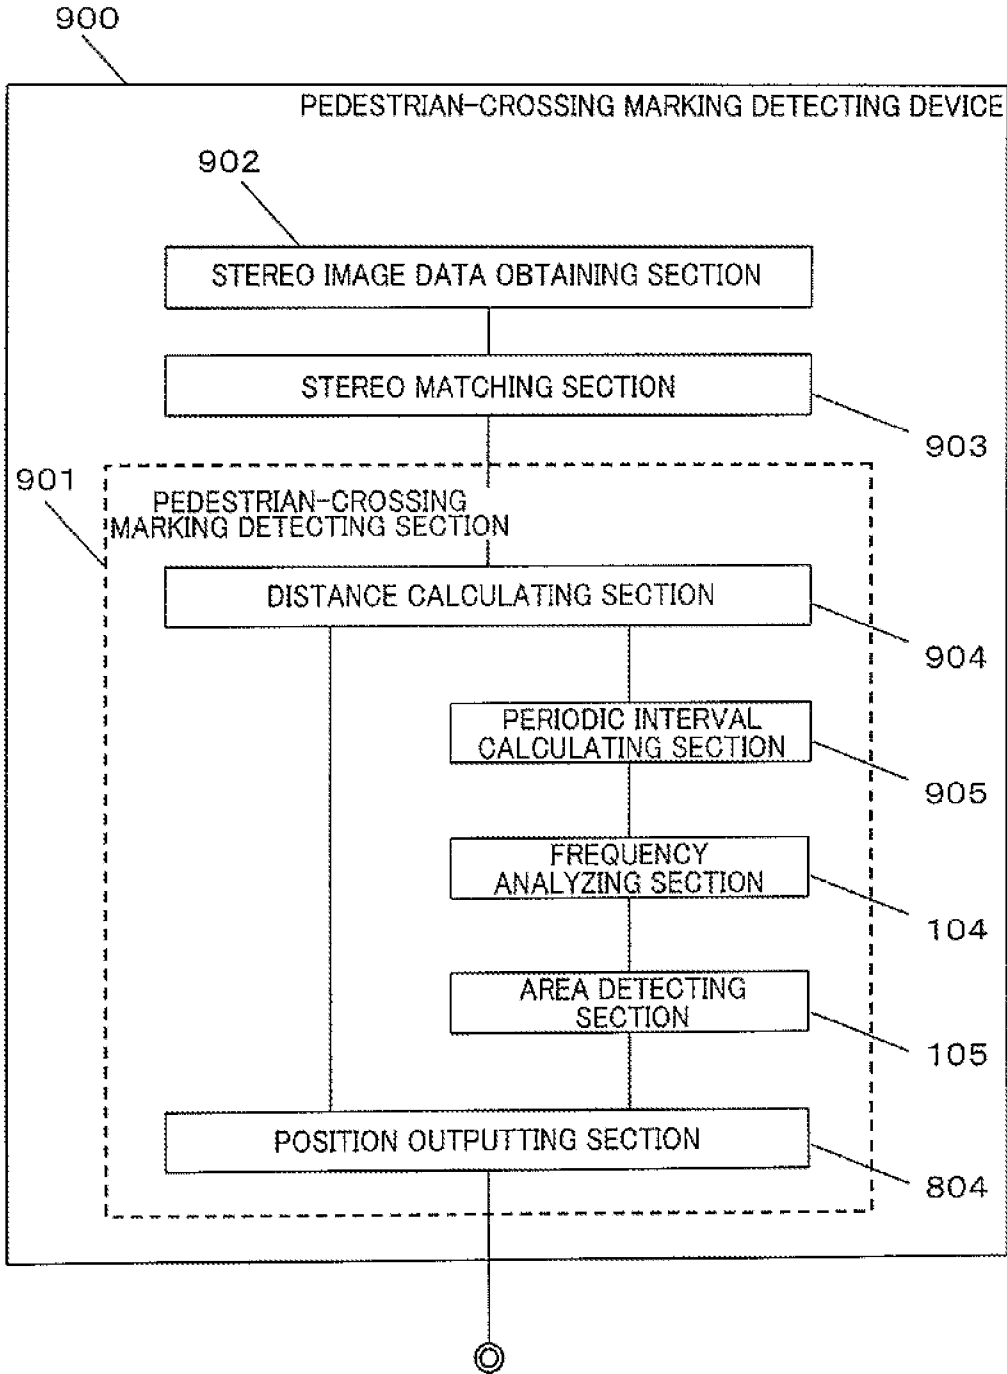 900
PEDESTRIAN-CROSSING MARKING DETECTING DEVICE
902
STEREO IMAGE DATA OBTAINING SECTION
STEREO MATCHING SECTION
903
901
PEDESTRIAN-CROSSING
MARKING DETECTING SECTION
DISTANCE CALCULATING SECTION
904
PERIODIC INTERVAL
CALCULATING SECTION
905
FREQUENCY
ANALYZING SECTION
104
AREA DETECTING
SECTION
105
POSITION OUTPUTTING SECTION
804